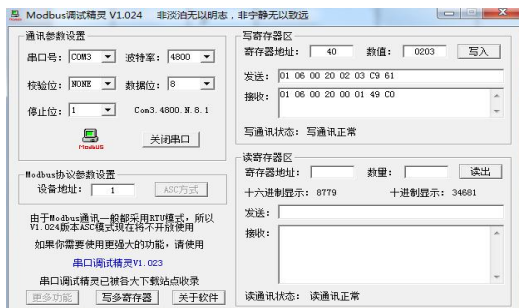 Modbus调试精灵 V1.024 非淡泊无以明志,非宁静无以致远
通讯参数设置
串口号: COM3 波特率: 4800
校验位: NONE 数据位: 8
停止位: 1 Com3.4800.N.8.1
ModBUS
关闭串口
Modbus协议参数设置
设备地址: 1 ASC方式
由于Modbus通讯一般都采用RTU模式,所以
V1.024版本ASC模式现在将不开放使用
如果你需要使用更强大的功能,请使用
串口调试精灵V1.023
串口调试精灵已被各大下载站点收录
更多功能 写多寄存器 关于软件
写寄存器区
寄存器地址: 40 数值: 0203 写入
发送: 01 06 00 20 02 03 C9 61
接收: 01 06 00 20 00 01 49 C0
写通讯状态: 写通讯正常
读寄存器区
寄存器地址: 数量: 读出
十六进制显示: 8779 十进制显示: 34681
发送:
接收:
读通讯状态: 读通讯正常